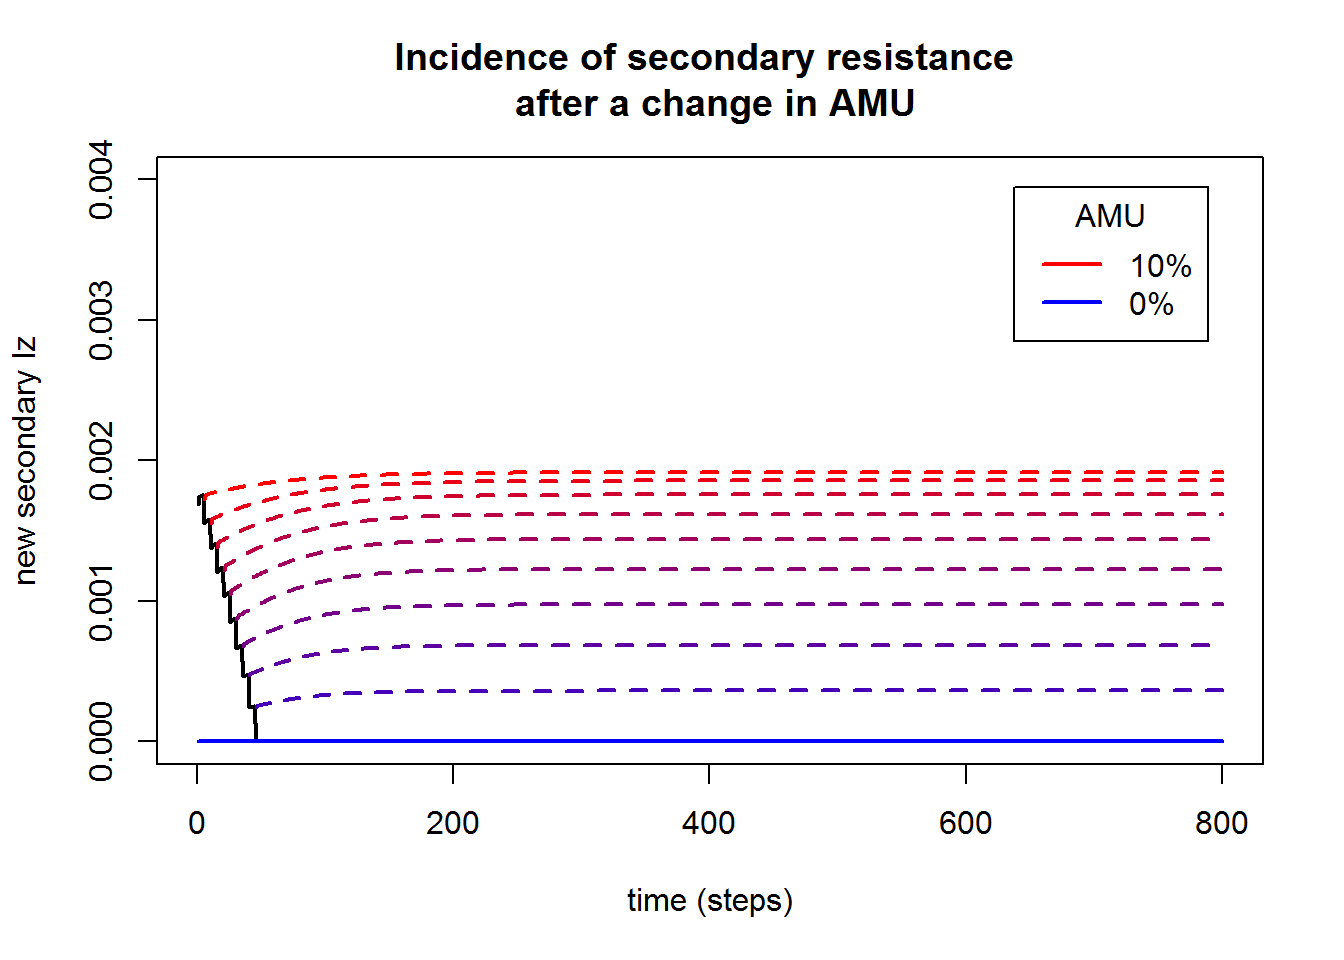 Incidence of secondary resistance
after a change in AMU
new secondary Iz
0.004
0.003
0.002
0.001
0.000
AMU
10%
0%
0 200 400 600 800
time (steps)